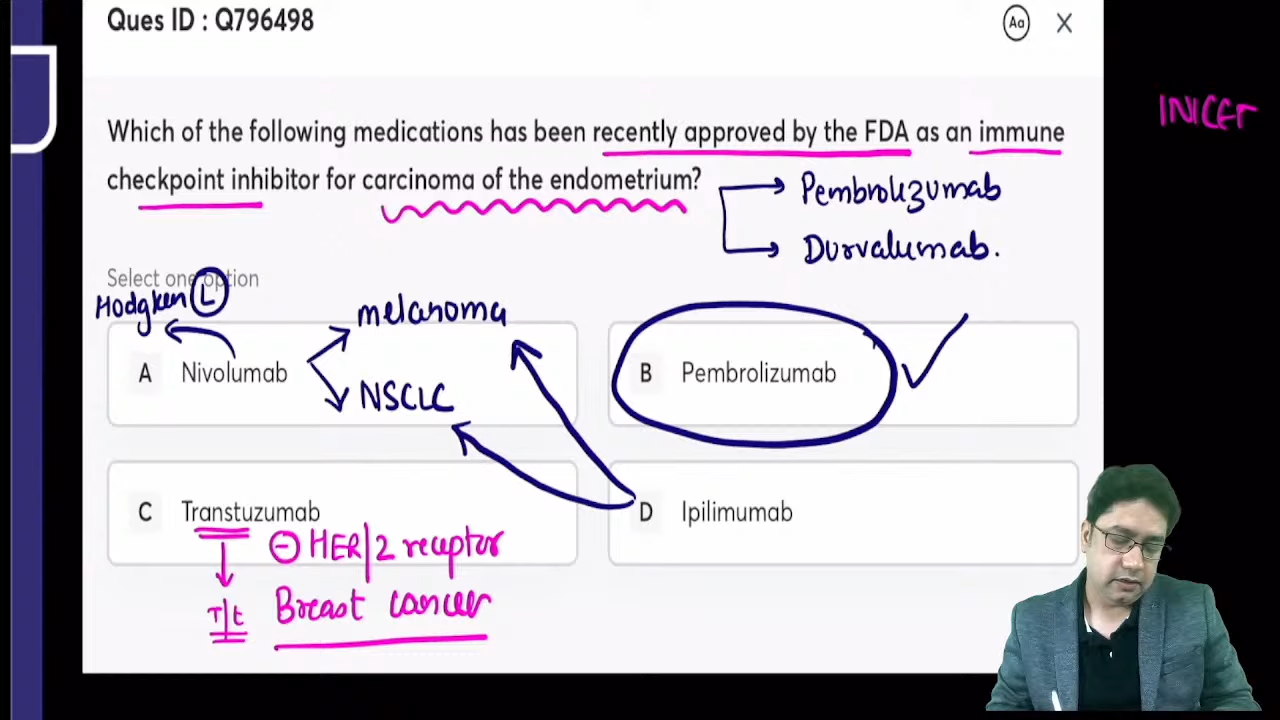 Ques ID : Q796498
Aa X
INICET
Which of the following medications has been recently approved by the FDA as an immune
checkpoint inhibitor for carcinoma of the endometrium?
Pembrolizumab
Durvalumab.
Select one option
Hodgken L
melanoma
A Nivolumab
NSCLC
B Pembrolizumab
C Transtuzumab
⊖ HER/2 receptor
T/t Breast cancer
D Ipilimumab